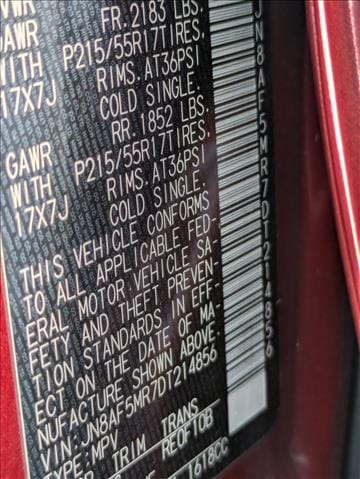 GVWR
GAWR FR. 2183 LBS.
WITH P215/55R17TIRES,
17X7J RIMS, AT36PSI
COLD SINGLE.
GAWR RR. 1852 LBS.
WITH P215/55R17TIRES,
17X7J RIMS, AT36PSI
COLD SINGLE.
THIS VEHICLE CONFORMS
TO ALL APPLICABLE FED-
ERAL MOTOR VEHICLE SA-
FETY AND THEFT PREVEN-
TION STANDARDS IN EFF-
ECT ON THE DATE OF MA-
NUFACTURE SHOWN ABOVE.
VIN: JN8AF5MR7DT214856
TYPE: MPV
TRIM TRANS
RE0F10B
16T8CC
JN8AF5MR7DT214856